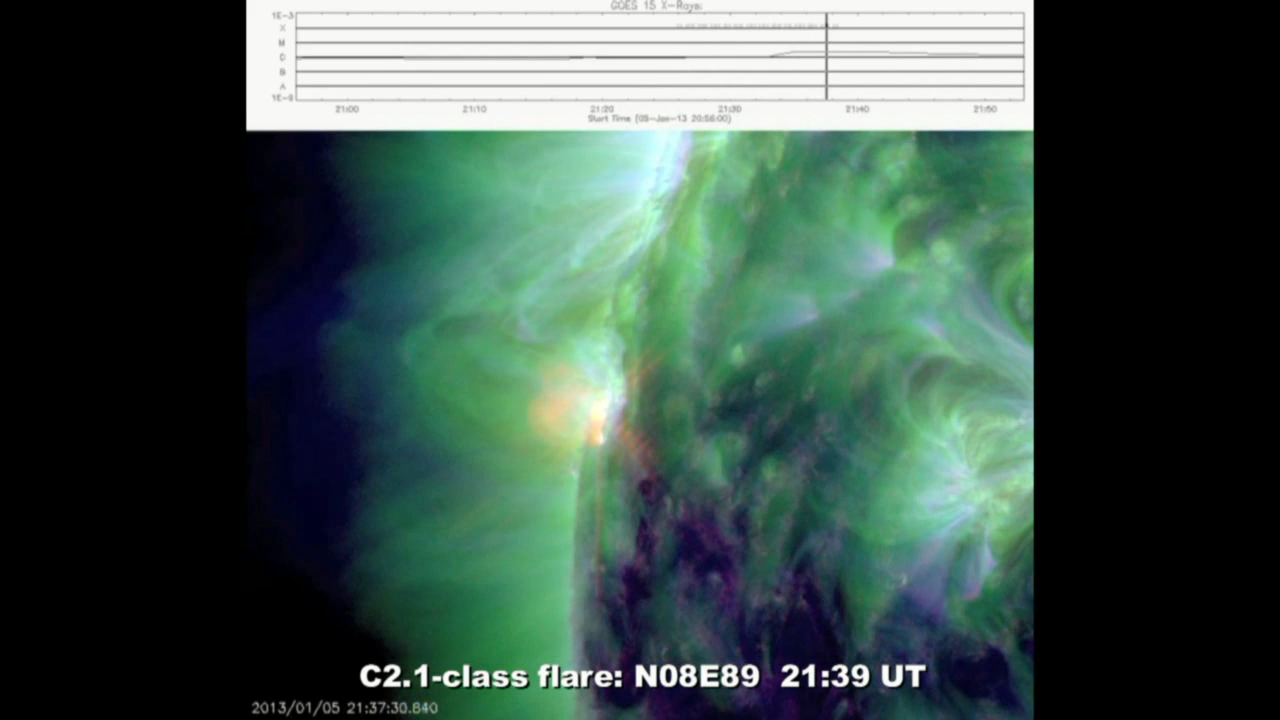 GOES 15 X-Rays:
1E-3
X
M
C
B
A
1E-8
21:00 21:10 21:20 21:30 21:40 21:50
Start Time (05-Jan-13 20:56:00)
C2.1-class flare: N08E89 21:39 UT
2013/01/05 21:37:30.840